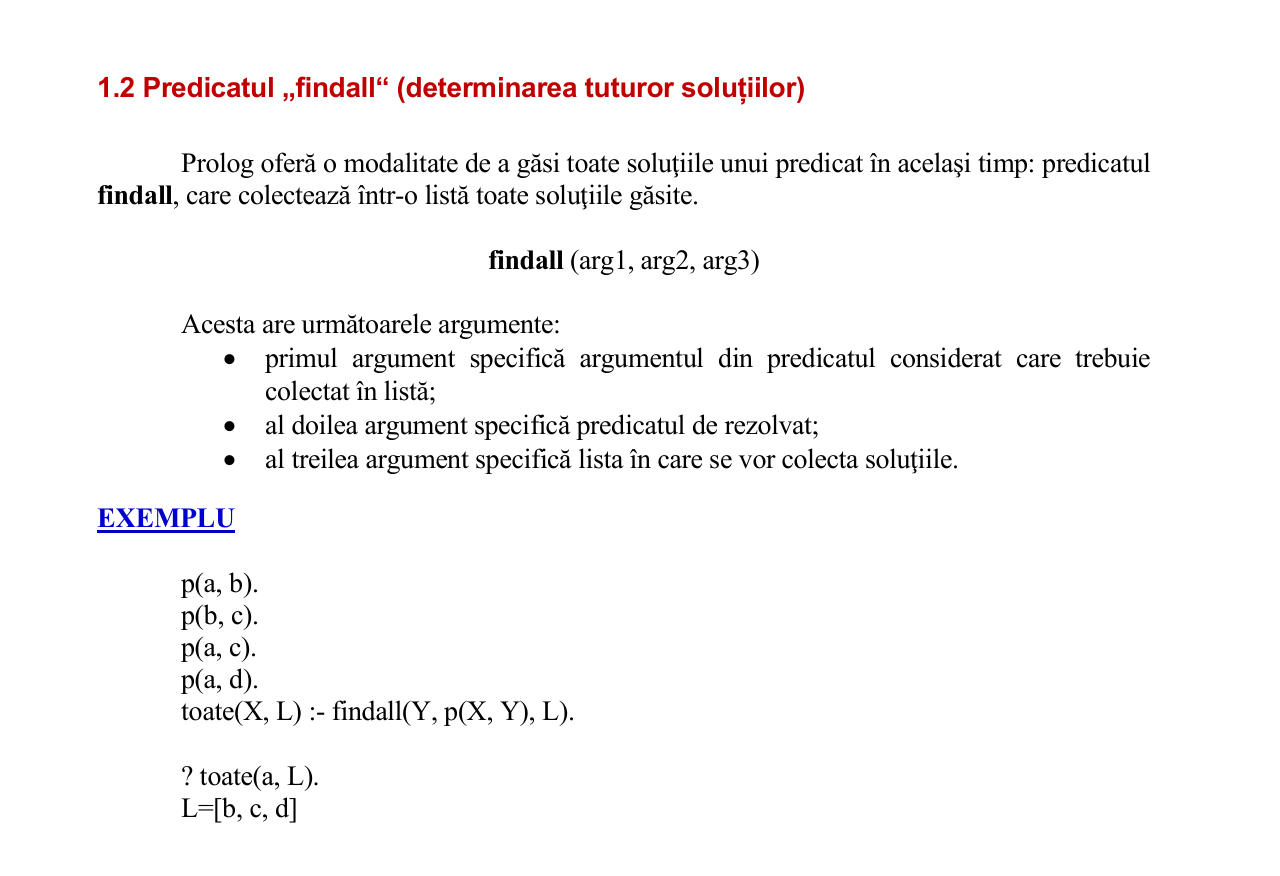 1.2 Predicatul „findall“ (determinarea tuturor soluțiilor)
Prolog oferă o modalitate de a găsi toate soluţiile unui predicat în acelaşi timp: predicatul
findall, care colectează într-o listă toate soluţiile găsite.
findall (arg1, arg2, arg3)
Acesta are următoarele argumente:
• primul argument specifică argumentul din predicatul considerat care trebuie
colectat în listă;
• al doilea argument specifică predicatul de rezolvat;
• al treilea argument specifică lista în care se vor colecta soluţiile.
EXEMPLU
p(a, b).
p(b, c).
p(a, c).
p(a, d).
toate(X, L) :- findall(Y, p(X, Y), L).
? toate(a, L).
L=[b, c, d]